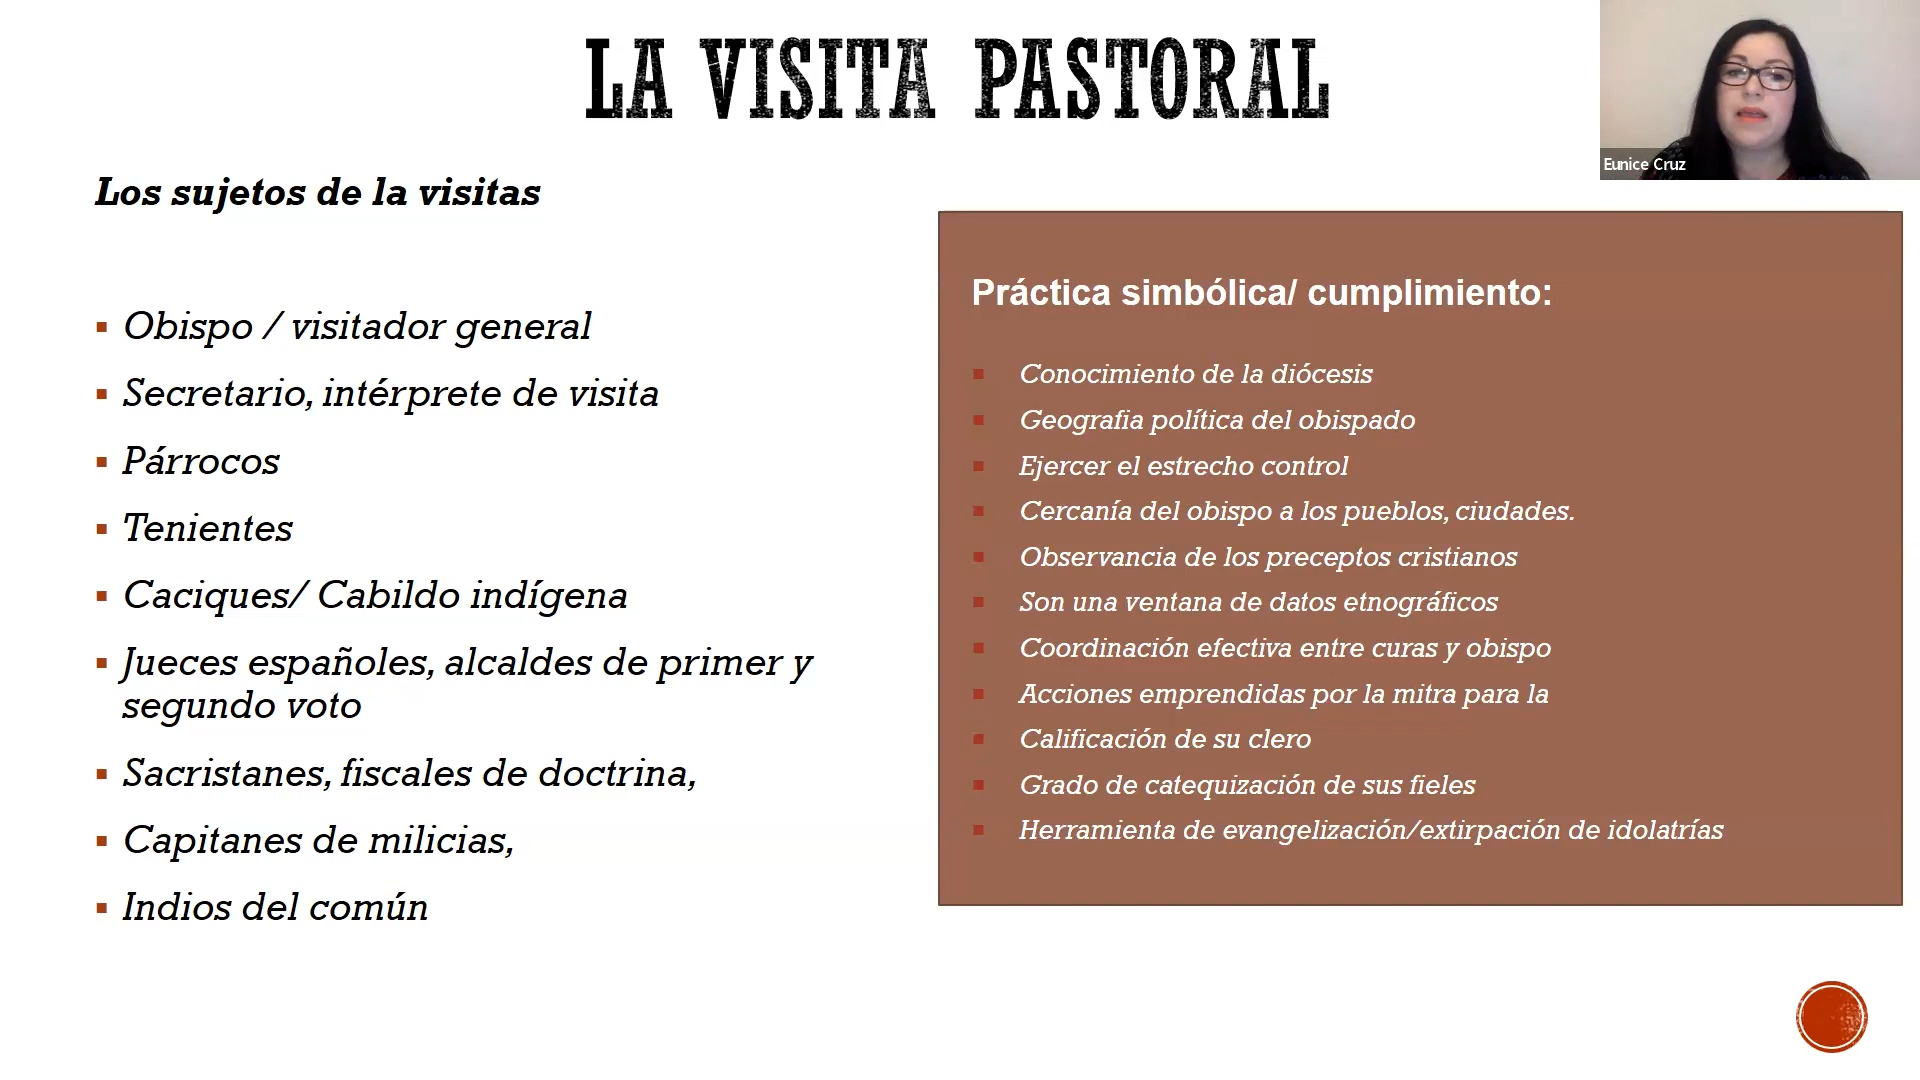 LA VISITA PASTORAL
Eunice Cruz
Los sujetos de la visitas
Obispo / visitador general
Secretario, intérprete de visita
Párrocos
Tenientes
Caciques/ Cabildo indígena
Jueces españoles, alcaldes de primer y
segundo voto
Sacristanes, fiscales de doctrina,
Capitanes de milicias,
Indios del común
Práctica simbólica/ cumplimiento:
Conocimiento de la diócesis
Geografia política del obispado
Ejercer el estrecho control
Cercanía del obispo a los pueblos, ciudades.
Observancia de los preceptos cristianos
Son una ventana de datos etnográficos
Coordinación efectiva entre curas y obispo
Acciones emprendidas por la mitra para la
Calificación de su clero
Grado de catequización de sus fieles
Herramienta de evangelización/extirpación de idolatrías